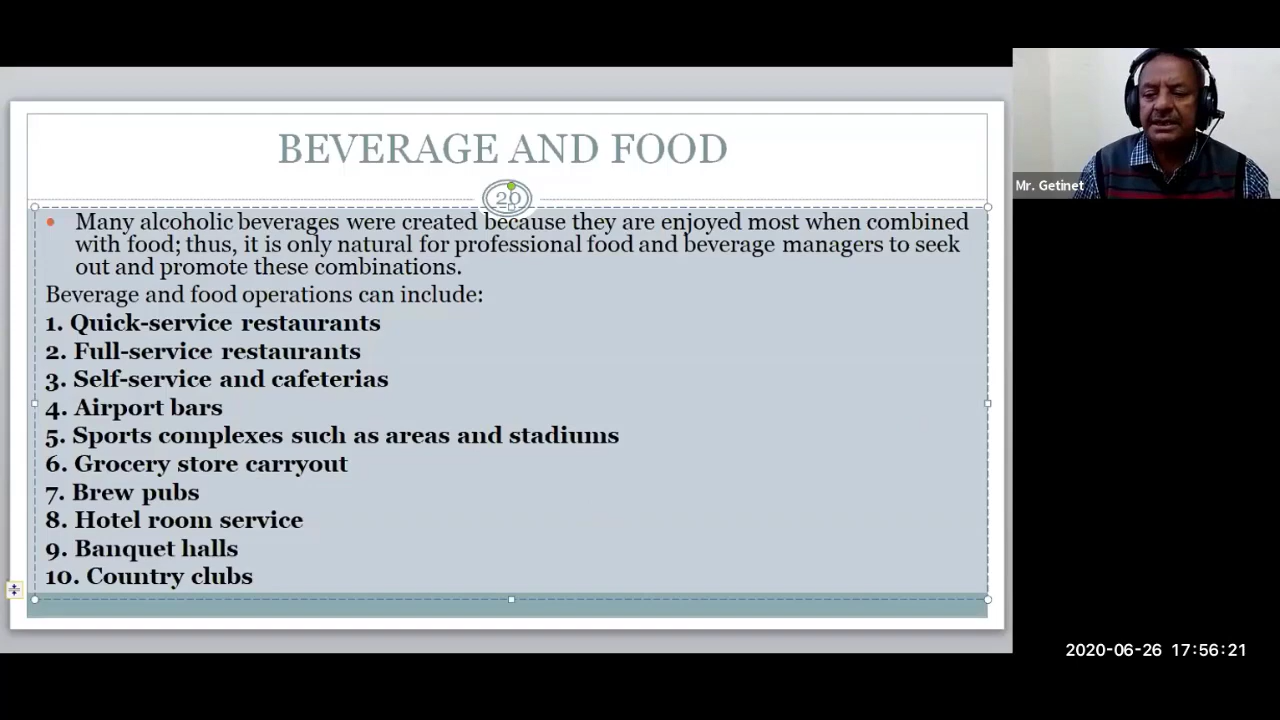 BEVERAGE AND FOOD
20
Many alcoholic beverages were created because they are enjoyed most when combined
with food; thus, it is only natural for professional food and beverage managers to seek
out and promote these combinations.
Beverage and food operations can include:
1. Quick-service restaurants
2. Full-service restaurants
3. Self-service and cafeterias
4. Airport bars
5. Sports complexes such as areas and stadiums
6. Grocery store carryout
7. Brew pubs
8. Hotel room service
9. Banquet halls
10. Country clubs
Mr. Getinet
2020-06-26 17:56:21